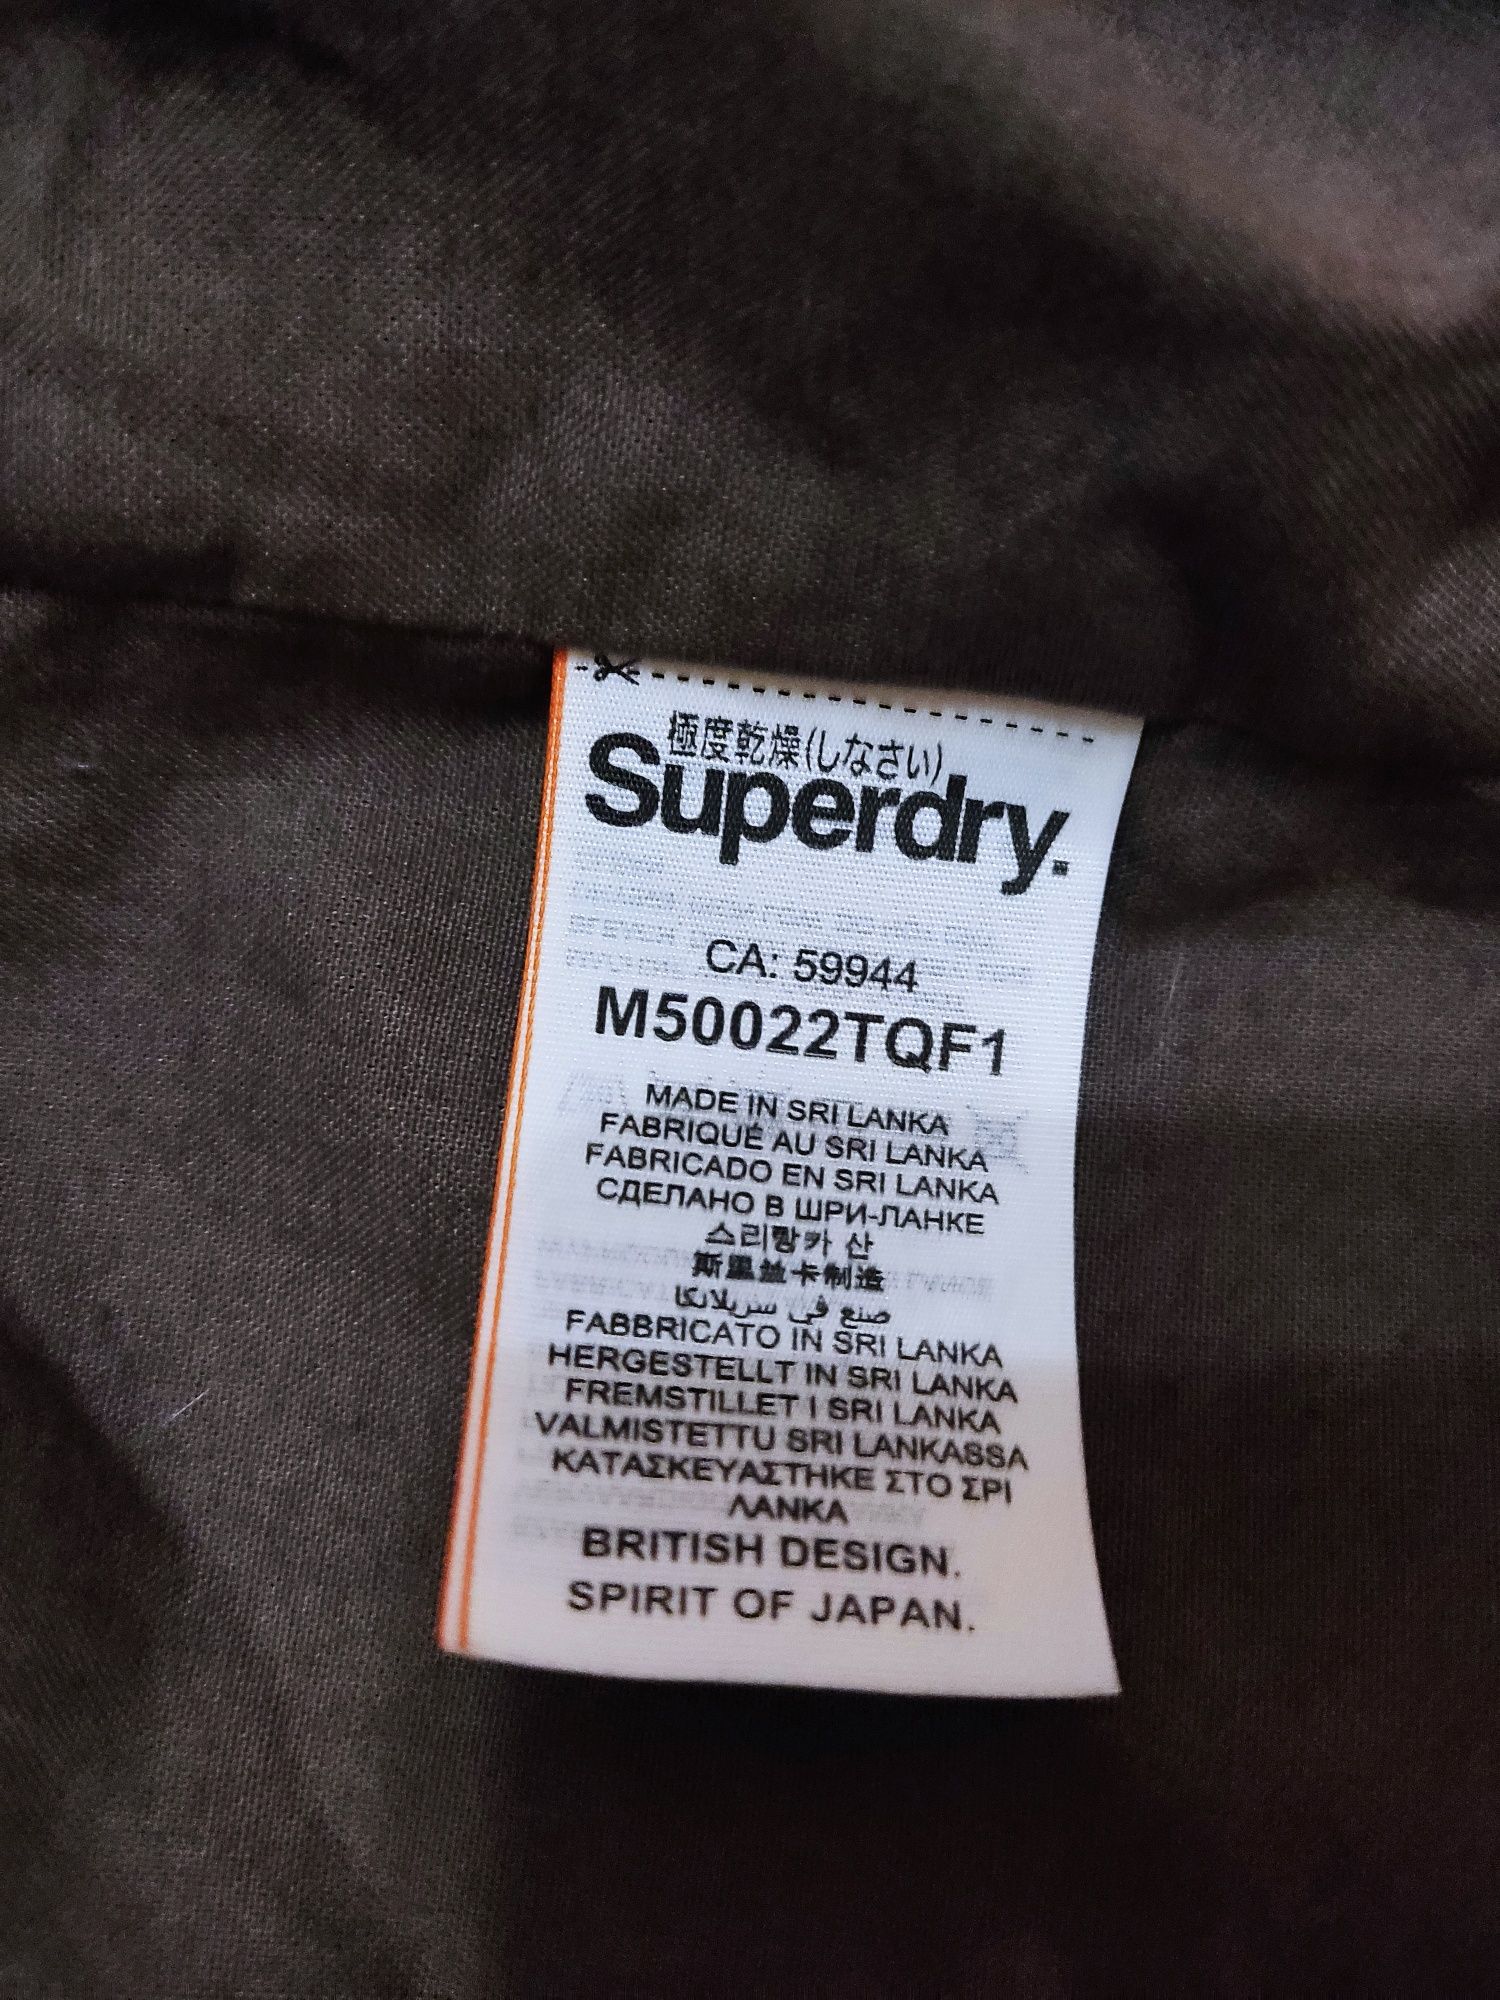 極度乾燥(しなさい)
Superdry.
CA: 59944
M50022TQF1
MADE IN SRI LANKA
FABRIQUÉ AU SRI LANKA
FABRICADO EN SRI LANKA
СДЕЛАНО В ШРИ-ЛАНКЕ
스리랑카 산
斯里兰卡制造
صنع في سريلانكا
FABBRICATO IN SRI LANKA
HERGESTELLT IN SRI LANKA
FREMSTILLET I SRI LANKA
VALMISTETTU SRI LANKASSA
ΚΑΤΑΣΚΕΥΑΣΤΗΚΕ ΣΤΟ ΣΡΙ
ΛΑΝΚΑ
BRITISH DESIGN.
SPIRIT OF JAPAN.